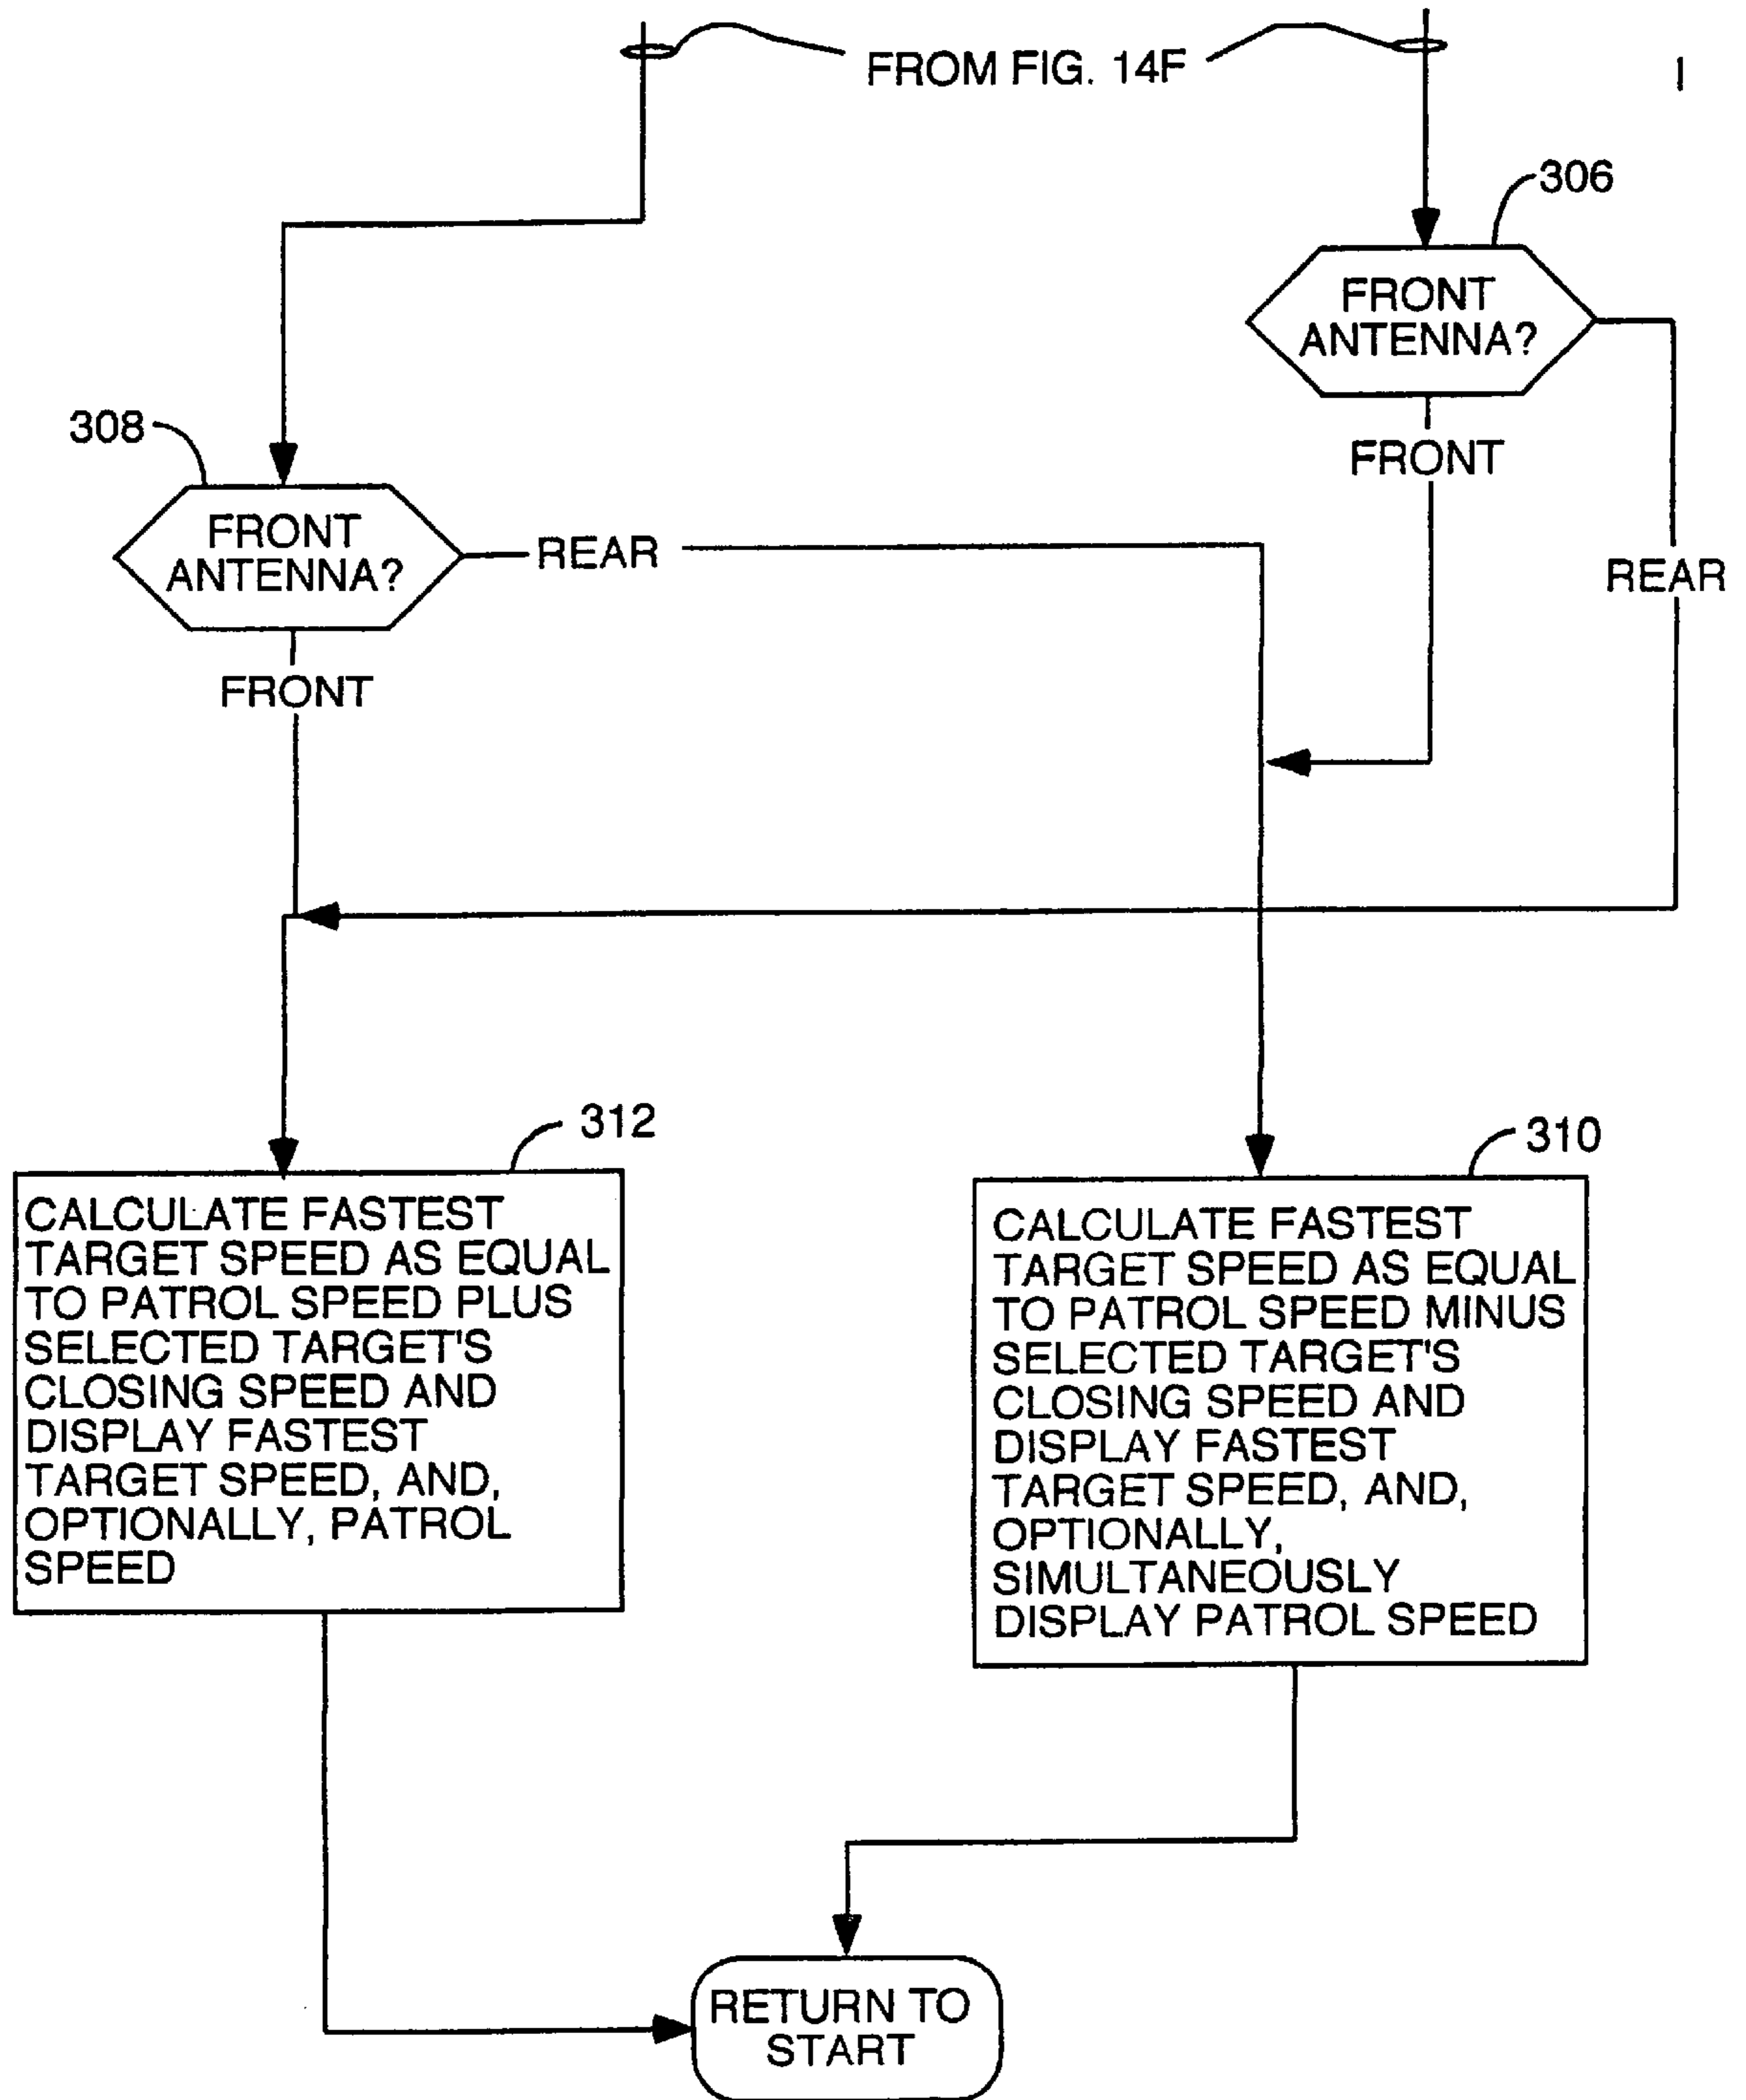 FROM FIG. 14F
306
FRONT
ANTENNA?
308
FRONT
FRONT
ANTENNA?
REAR
REAR
FRONT
312
310
CALCULATE FASTEST
TARGET SPEED AS EQUAL
TO PATROL SPEED PLUS
SELECTED TARGET'S
CLOSING SPEED AND
DISPLAY FASTEST
TARGET SPEED, AND,
OPTIONALLY, PATROL
SPEED
CALCULATE FASTEST
TARGET SPEED AS EQUAL
TO PATROL SPEED MINUS
SELECTED TARGET'S
CLOSING SPEED AND
DISPLAY FASTEST
TARGET SPEED, AND,
OPTIONALLY,
SIMULTANEOUSLY
DISPLAY PATROL SPEED
RETURN TO
START